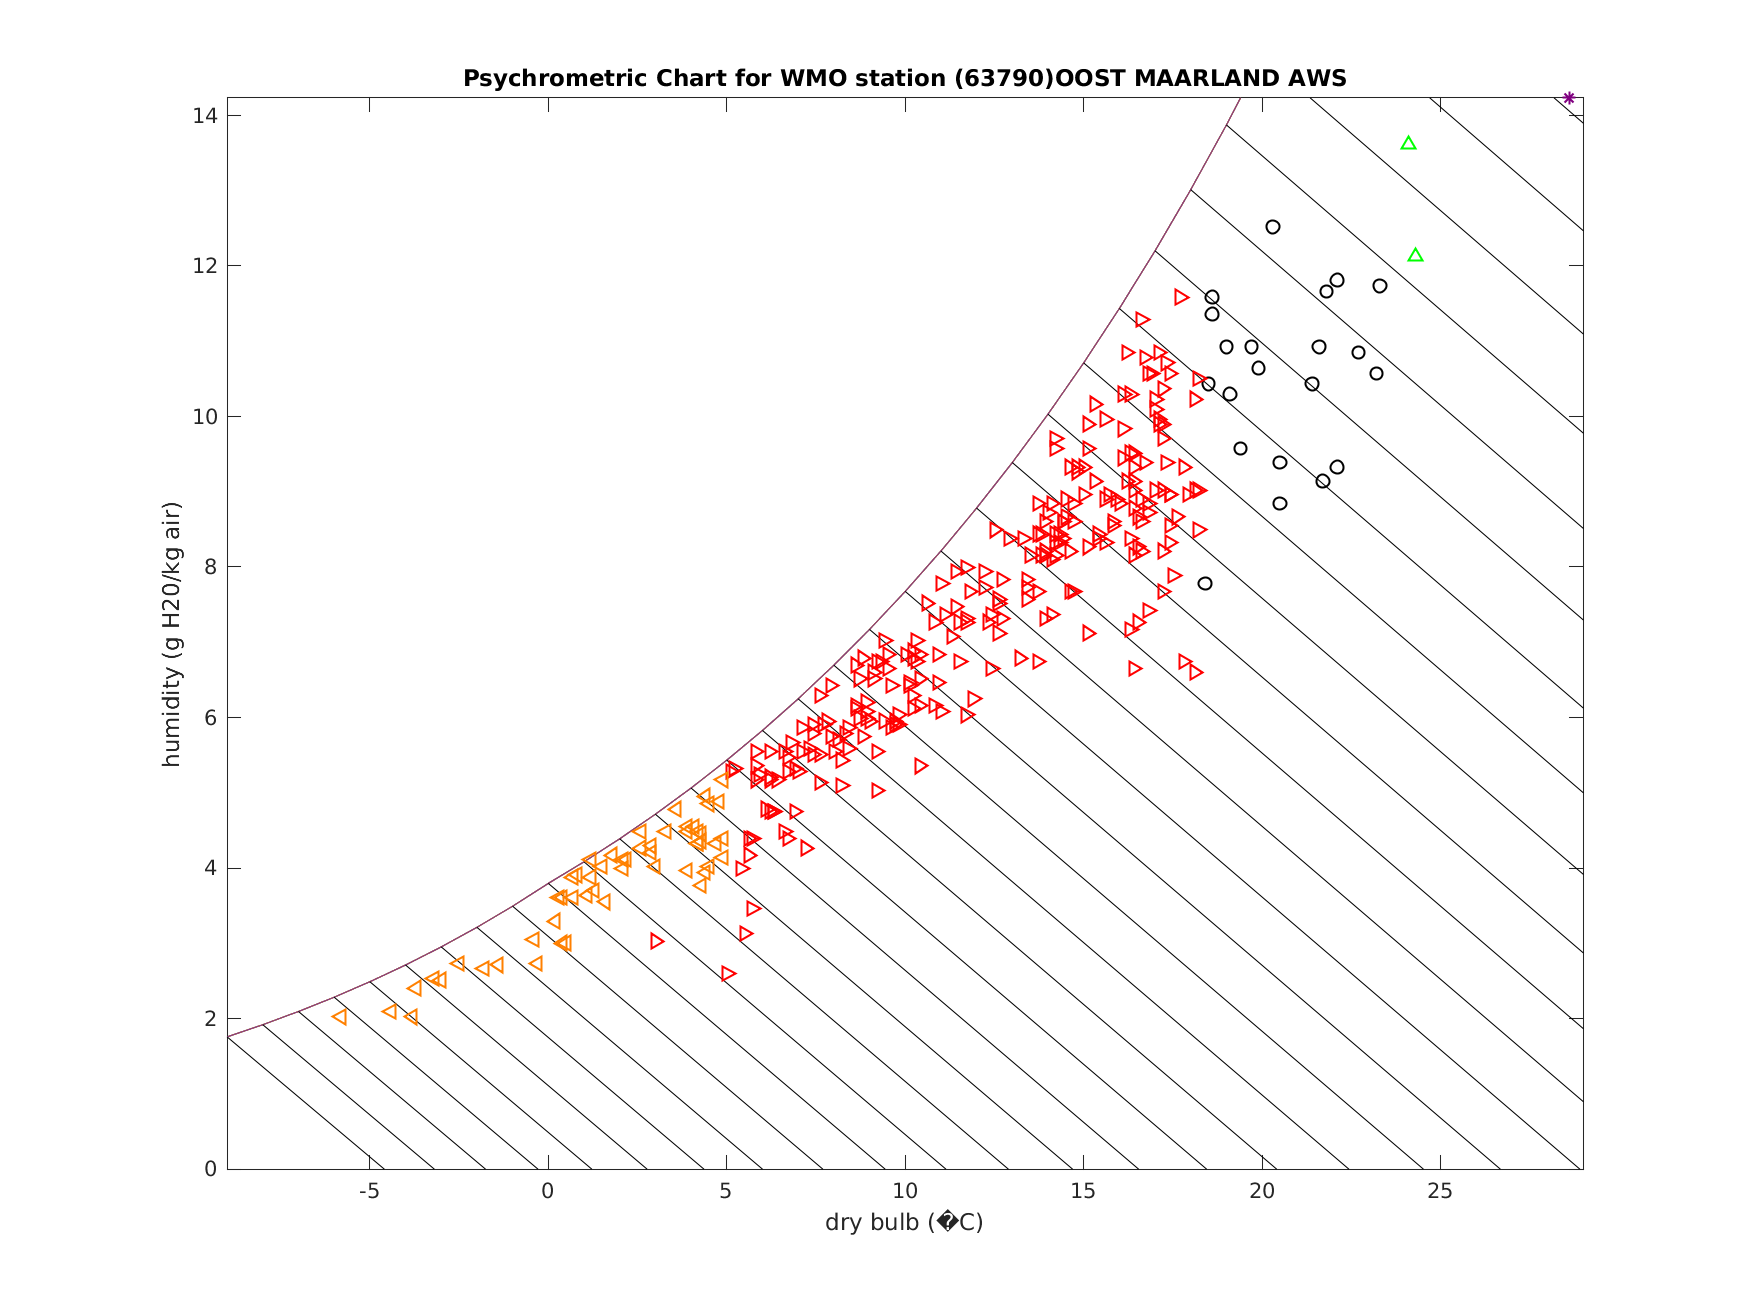 Psychrometric Chart for WMO station (63790)OOST MAARLAND AWS
14
12
10
8
6
4
2
0
humidity (g H20/kg air)
-5 0 5 10 15 20 25
dry bulb (�C)